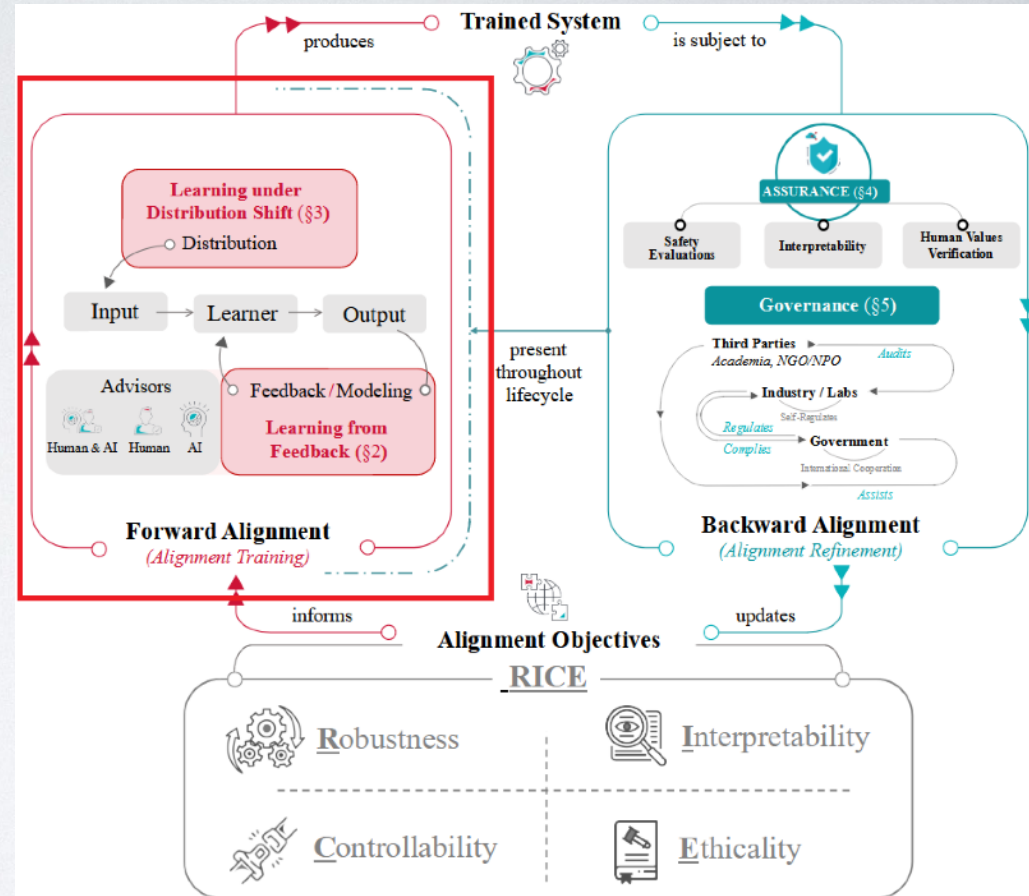 Trained System
produces
is subject to
Learning under
Distribution Shift (§3)
Distribution
Input
Learner
Output
Advisors
Human & AI
Human
AI
Feedback / Modeling
Learning from
Feedback (§2)
Forward Alignment
(Alignment Training)
present
throughout
lifecycle
ASSURANCE (§4)
Safety
Evaluations
Interpretability
Human Values
Verification
Governance (§5)
Third Parties
Academia, NGO/NPO
Audits
Industry / Labs
Self-Regulates
Regulates
Complies
Government
International Cooperation
Assists
Backward Alignment
(Alignment Refinement)
informs
updates
Alignment Objectives
RICE
Robustness
Interpretability
Controllability
Ethicality